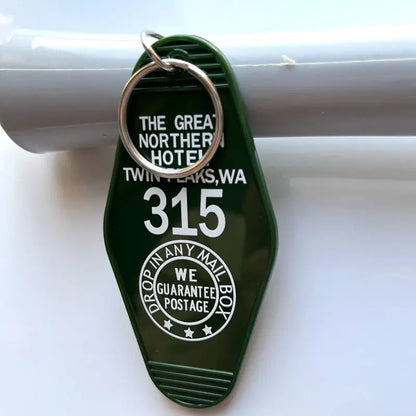 THE GREAT
NORTHERN
HOTEL
TWIN PEAKS, WA
315
DROP IN ANY MAIL BOX
WE
GUARANTEE
POSTAGE